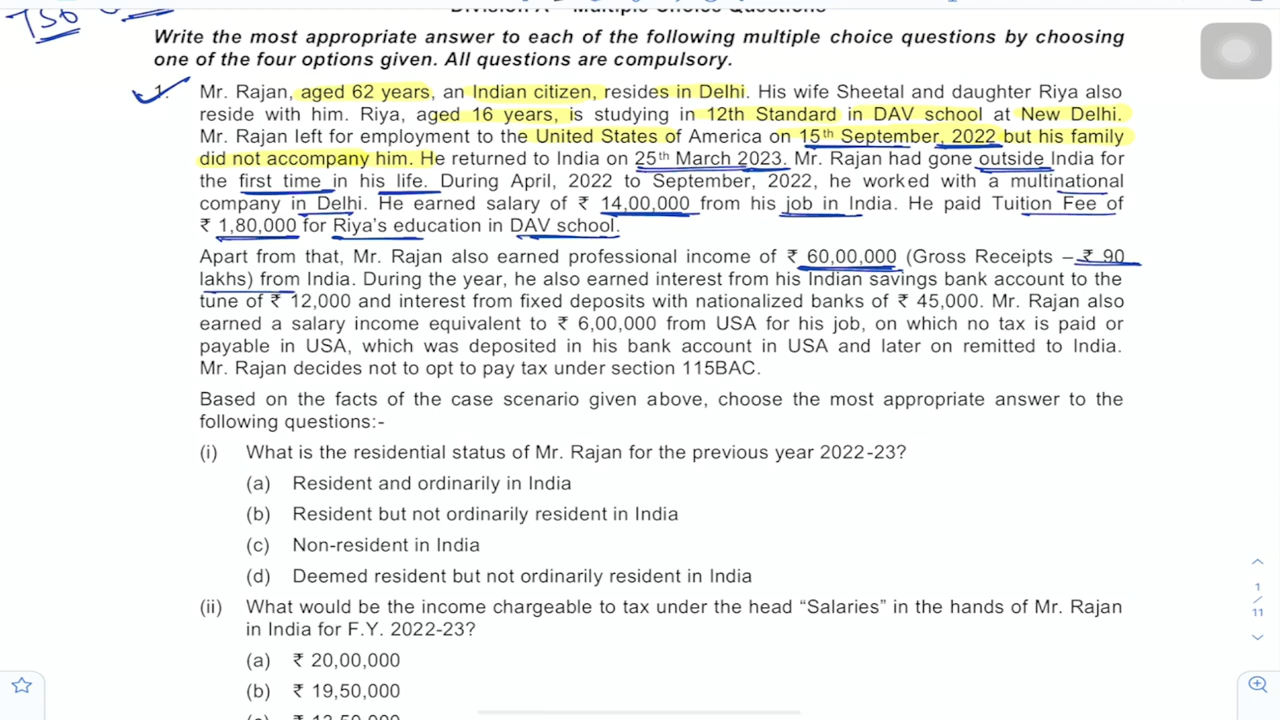 Division A – Multiple Choice Questions
Write the most appropriate answer to each of the following multiple choice questions by choosing
one of the four options given. All questions are compulsory.
1. Mr. Rajan, aged 62 years, an Indian citizen, resides in Delhi. His wife Sheetal and daughter Riya also
reside with him. Riya, aged 16 years, is studying in 12th Standard in DAV school at New Delhi.
Mr. Rajan left for employment to the United States of America on 15th September, 2022 but his family
did not accompany him. He returned to India on 25th March 2023. Mr. Rajan had gone outside India for
the first time in his life. During April, 2022 to September, 2022, he worked with a multinational
company in Delhi. He earned salary of ₹ 14,00,000 from his job in India. He paid Tuition Fee of
₹ 1,80,000 for Riya's education in DAV school.
Apart from that, Mr. Rajan also earned professional income of ₹ 60,00,000 (Gross Receipts – ₹ 90
lakhs) from India. During the year, he also earned interest from his Indian savings bank account to the
tune of ₹ 12,000 and interest from fixed deposits with nationalized banks of ₹ 45,000. Mr. Rajan also
earned a salary income equivalent to ₹ 6,00,000 from USA for his job, on which no tax is paid or
payable in USA, which was deposited in his bank account in USA and later on remitted to India.
Mr. Rajan decides not to opt to pay tax under section 115BAC.
Based on the facts of the case scenario given above, choose the most appropriate answer to the
following questions:-
(i) What is the residential status of Mr. Rajan for the previous year 2022-23?
(a) Resident and ordinarily in India
(b) Resident but not ordinarily resident in India
(c) Non-resident in India
(d) Deemed resident but not ordinarily resident in India
(ii) What would be the income chargeable to tax under the head "Salaries" in the hands of Mr. Rajan
in India for F.Y. 2022-23?
(a) ₹ 20,00,000
(b) ₹ 19,50,000
1
/
11